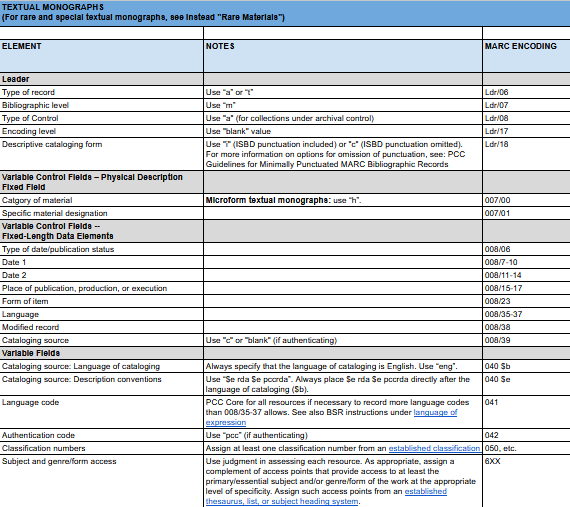 TEXTUAL MONOGRAPHS
(For rare and special textual monographs, see instead "Rare Materials")
ELEMENT NOTES MARC ENCODING
Leader
Type of record Use "a" or "t" Ldr/06
Bibliographic level Use "m" Ldr/07
Type of Control Use "a" (for collections under archival control) Ldr/08
Encoding level Use "blank" value Ldr/17
Descriptive cataloging form Use "i" (ISBD punctuation included) or "c" (ISBD punctuation omitted). Ldr/18
For more information on options for omission of punctuation, see: PCC
Guidelines for Minimally Punctuated MARC Bibliographic Records
Variable Control Fields – Physical Description
Fixed Field
Catgory of material Microform textual monographs: use "h". 007/00
Specific material designation 007/01
Variable Control Fields --
Fixed-Length Data Elements
Type of date/publication status 008/06
Date 1 008/7-10
Date 2 008/11-14
Place of publication, production, or execution 008/15-17
Form of item 008/23
Language 008/35-37
Modified record 008/38
Cataloging source Use "c" or "blank" (if authenticating) 008/39
Variable Fields
Cataloging source: Language of cataloging Always specify that the language of cataloging is English. Use "eng". 040 $b
Cataloging source: Description conventions Use "$e rda $e pccrda". Always place $e rda $e pccrda directly after the 040 $e
language of cataloging ($b).
Language code PCC Core for all resources if necessary to record more language codes 041
than 008/35-37 allows. See also BSR instructions under language of
expression
Authentication code Use "pcc" (if authenticating) 042
Classification numbers Assign at least one classification number from an established classification 050, etc.
Subject and genre/form access Use judgment in assessing each resource. As appropriate, assign a 6XX
complement of access points that provide access to at least the
primary/essential subject and/or genre/form of the work at the
appropriate level of specificity. Assign such access points from an established
thesaurus, list, or subject heading system.